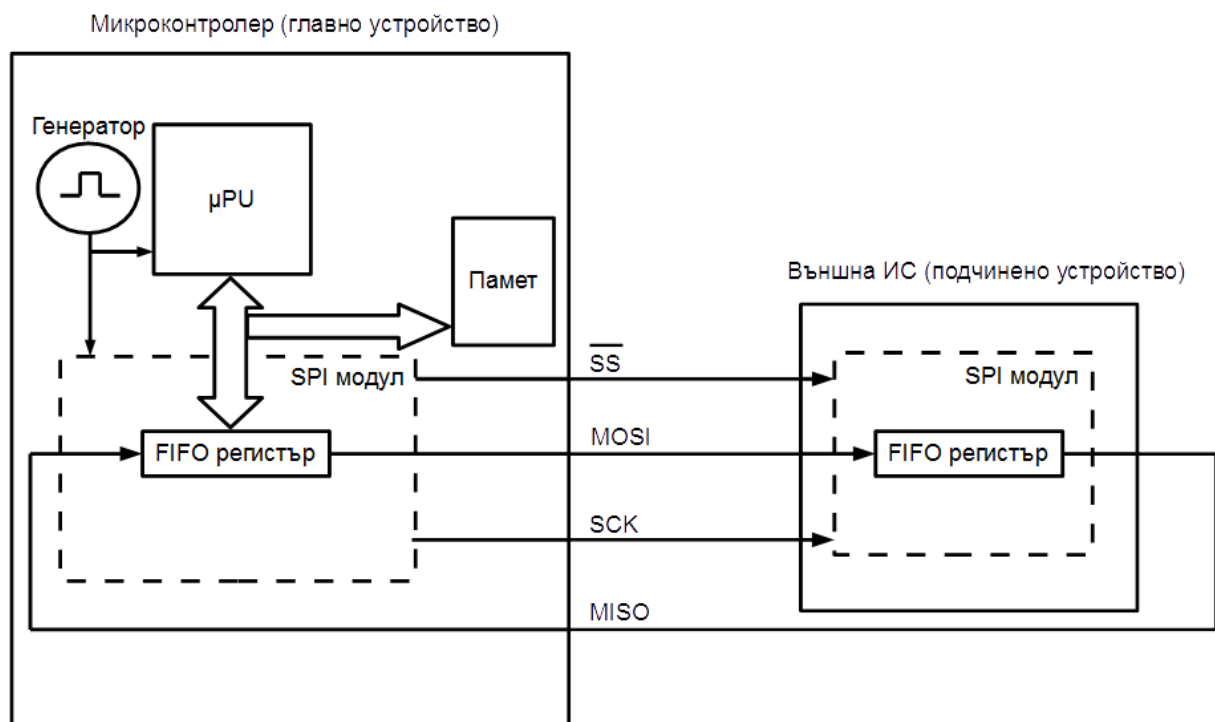 Микроконтролер (главно устройство)
Генератор
μPU
Памет
Външна ИС (подчинено устройство)
SS
SPI модул
SPI модул
MOSI
FIFO регистър
FIFO регистър
SCK
MISO